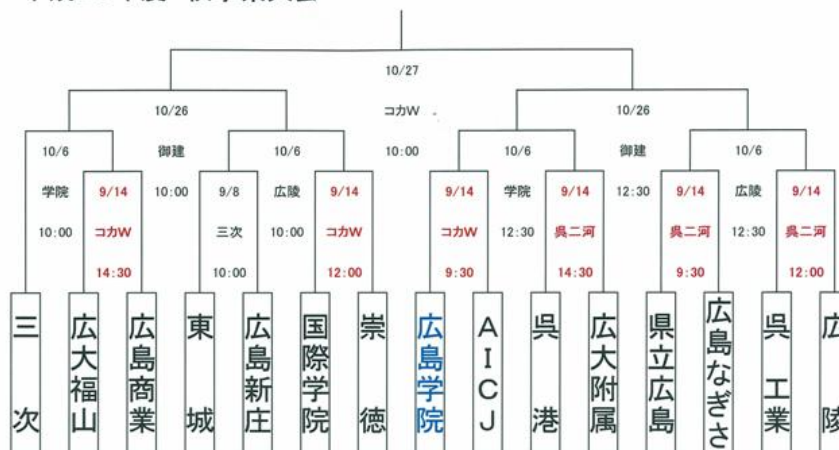 10/27
コカW
10:00
10/26
御建
10:00
10/26
御建
12:30
10/6
学院
10:00
10/6
広陵
10:00
10/6
学院
12:30
10/6
広陵
12:30
9/14
コカW
14:30
9/8
三次
10:00
9/14
コカW
12:00
9/14
コカW
9:30
9/14
呉二河
14:30
9/14
呉二河
9:30
9/14
呉二河
12:00
三次
広大福山
広島商業
東城
広島新庄
国際学院
崇徳
広島学院
AICJ
呉港
広大附属
県立広島
広島なぎさ
呉工業
広陵